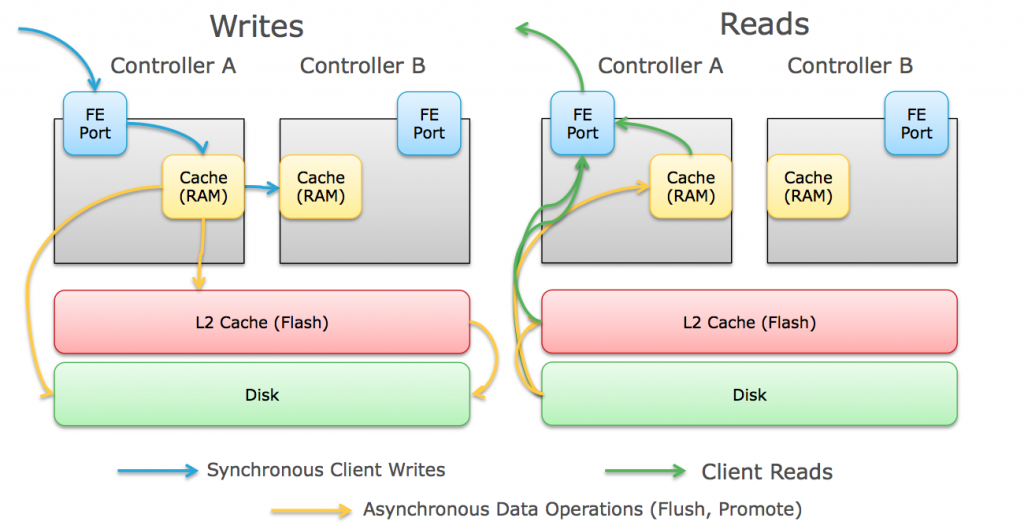 Writes
Reads
Controller A
Controller B
Controller A
Controller B
FE
Port
FE
Port
FE
Port
FE
Port
Cache
(RAM)
Cache
(RAM)
Cache
(RAM)
Cache
(RAM)
L2 Cache (Flash)
L2 Cache (Flash)
Disk
Disk
Synchronous Client Writes
Client Reads
Asynchronous Data Operations (Flush, Promote)